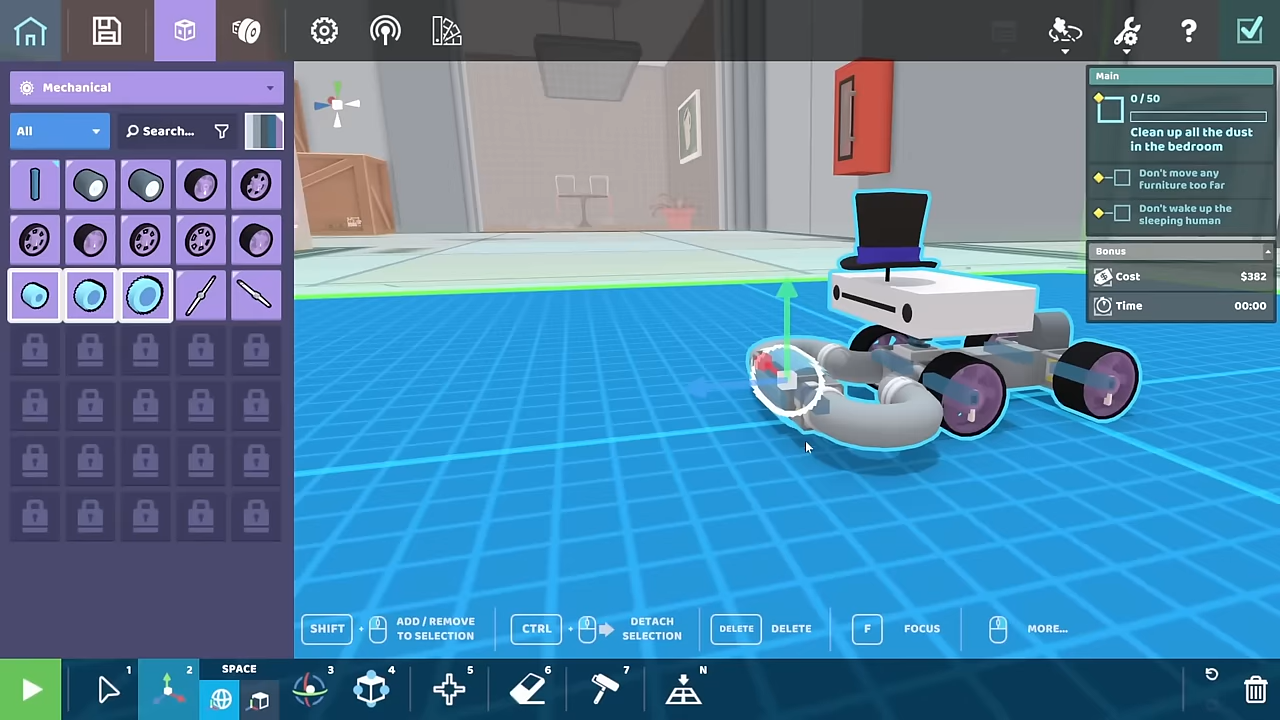 Mechanical
All
Search...
Main
0 / 50
Clean up all the dust
in the bedroom
Don't move any
furniture too far
Don't wake up the
sleeping human
Bonus
Cost
$382
Time
00:00
SHIFT
+
ADD / REMOVE
TO SELECTION
CTRL
+
DETACH
SELECTION
DELETE
DELETE
F
FOCUS
MORE...
1
2
SPACE
3
4
5
6
7
N
?